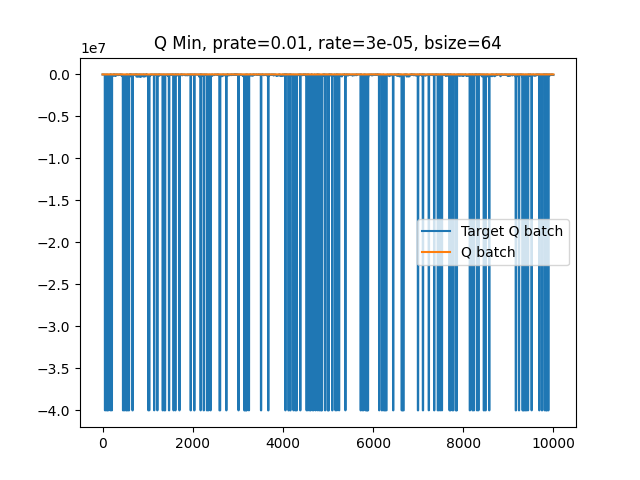 Q Min, prate=0.01, rate=3e-05, bsize=64
1e7
0.0
−0.5
−1.0
−1.5
−2.0
−2.5
−3.0
−3.5
−4.0
Target Q batch
Q batch
0 2000 4000 6000 8000 10000